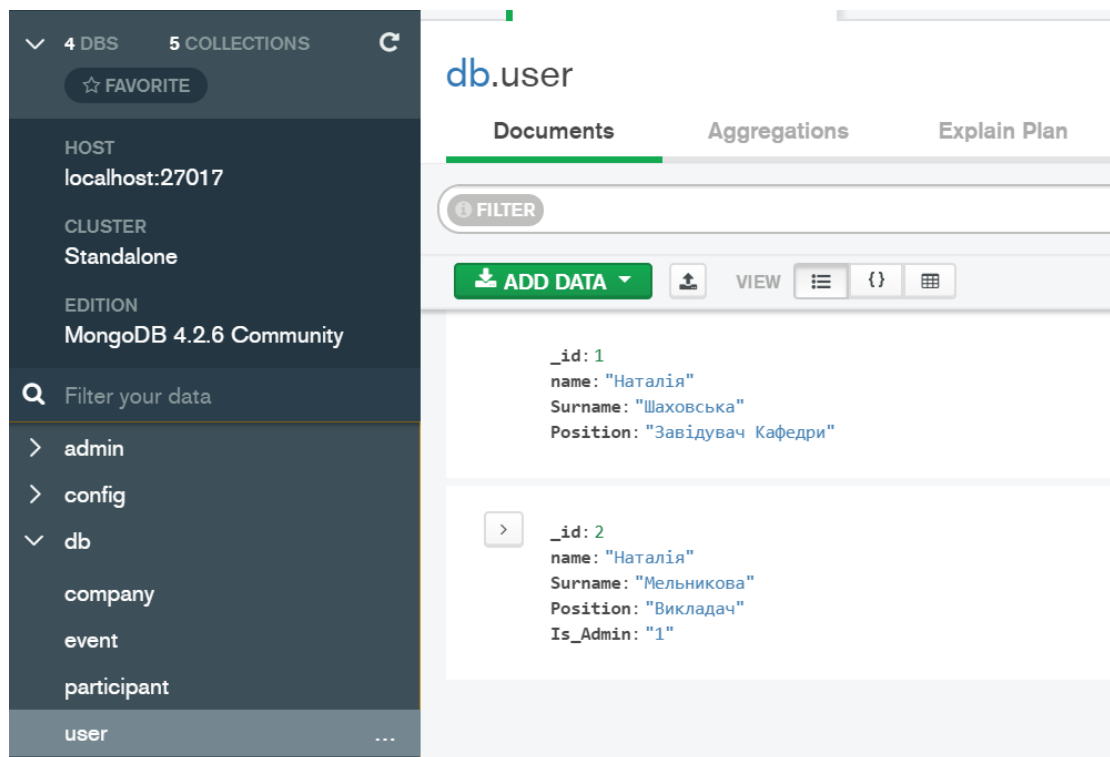 4 DBS 5 COLLECTIONS
FAVORITE
HOST
localhost:27017
CLUSTER
Standalone
EDITION
MongoDB 4.2.6 Community
Filter your data
admin
config
db
company
event
participant
user ...
db.user
Documents Aggregations Explain Plan
FILTER
ADD DATA VIEW {}
_id: 1
name: "Наталія"
Surname: "Шаховська"
Position: "Завідувач Кафедри"
_id: 2
name: "Наталія"
Surname: "Мельникова"
Position: "Викладач"
Is_Admin: "1"